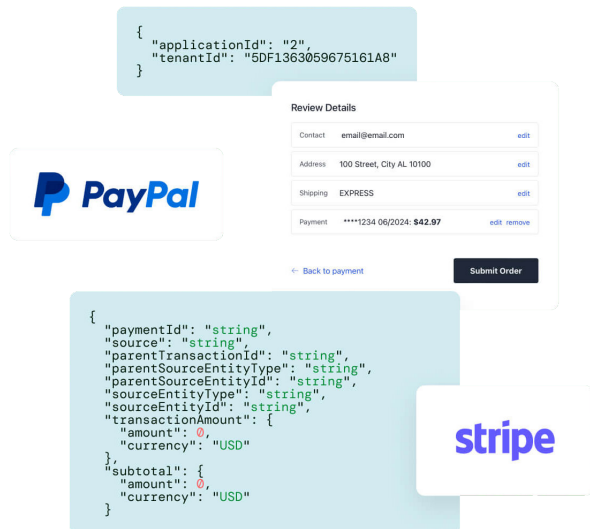 {
"applicationId": "2",
"tenantId": "5DF1363059675161A8"
}
Review Details
Contact email@email.com edit
Address 100 Street, City AL 10100 edit
Shipping EXPRESS edit
Payment ****1234 06/2024: $42.97 edit remove
← Back to payment Submit Order
PayPal
{
"paymentId": "string",
"source": "string",
"parentTransactionId": "string",
"parentSourceEntityType": "string",
"parentSourceEntityId": "string",
"sourceEntityType": "string",
"sourceEntityId": "string",
"transactionAmount": {
"amount": 0,
"currency": "USD"
},
"subtotal": {
"amount": 0,
"currency": "USD"
}
stripe